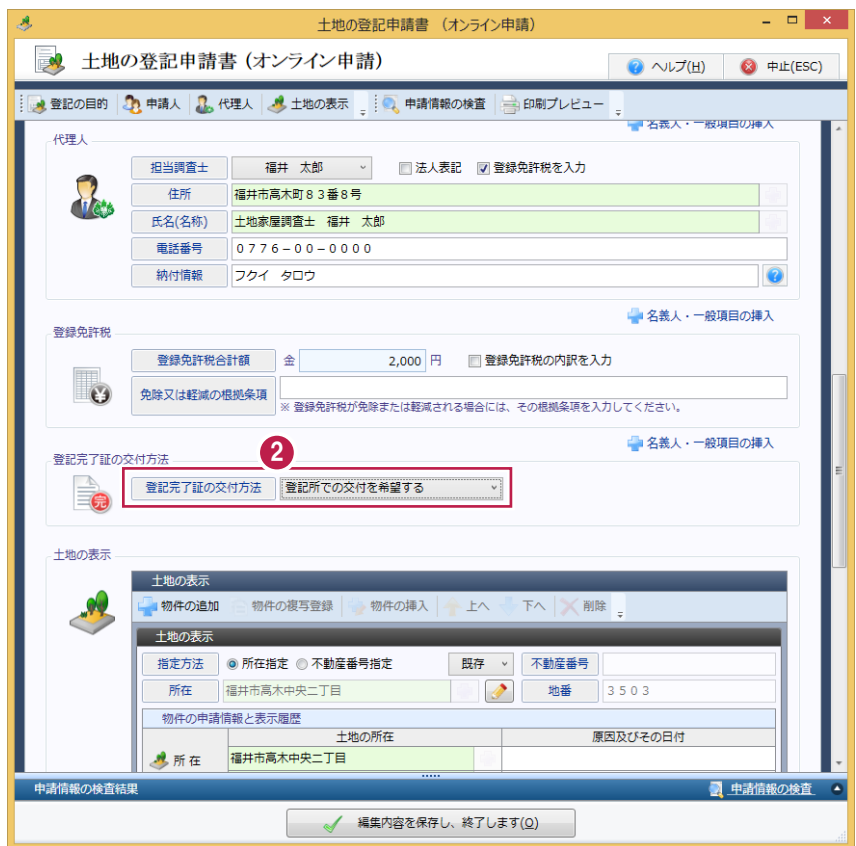 土地の登記申請書 （オンライン申請）
土地の登記申請書 (オンライン申請)
ヘルプ(H) 中止(ESC)
登記の目的 申請人 代理人 土地の表示 申請情報の検査 印刷プレビュー
名義人・一般項目の挿入
代理人
担当調査士 福井 太郎 法人表記 登録免許税を入力
住所 福井市高木町８３番８号
氏名(名称) 土地家屋調査士 福井 太郎
電話番号 ０７７６－００－００００
納付情報 フクイ タロウ
名義人・一般項目の挿入
登録免許税
登録免許税合計額 金 2,000 円 登録免許税の内訳を入力
免除又は軽減の根拠条項
※ 登録免許税が免除または軽減される場合には、その根拠条項を入力してください。
名義人・一般項目の挿入
登記完了証の交付方法
2
登記完了証の交付方法 登記所での交付を希望する
完
土地の表示
土地の表示
物件の追加 物件の複写登録 物件の挿入 上へ 下へ 削除
土地の表示
指定方法 所在指定 不動産番号指定 既存 不動産番号
所在 福井市高木中央二丁目 地番 ３５０３
物件の申請情報と表示履歴
土地の所在 原因及びその日付
所 在 福井市高木中央二丁目
申請情報の検査結果 申請情報の検査
編集内容を保存し、終了します(O)